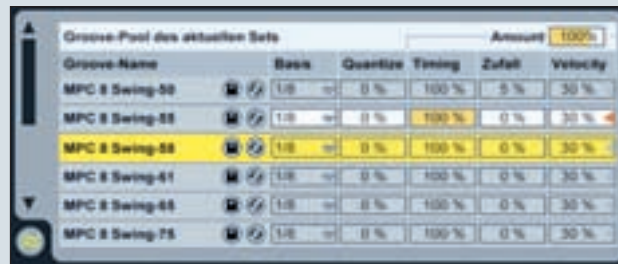 Groove-Pool des aktuellen Sets Amount 100%
Groove-Name Basis Quantize Timing Zufall Velocity
MPC 8 Swing-50 1/8 0 % 100 % 5 % 30 %
MPC 8 Swing-55 1/8 0 % 100 % 0 % 30 %
MPC 8 Swing-58 1/8 0 % 100 % 0 % 30 %
MPC 8 Swing-61 1/8 0 % 100 % 0 % 30 %
MPC 8 Swing-65 1/8 0 % 100 % 0 % 30 %
MPC 8 Swing-75 1/8 0 % 100 % 0 % 30 %